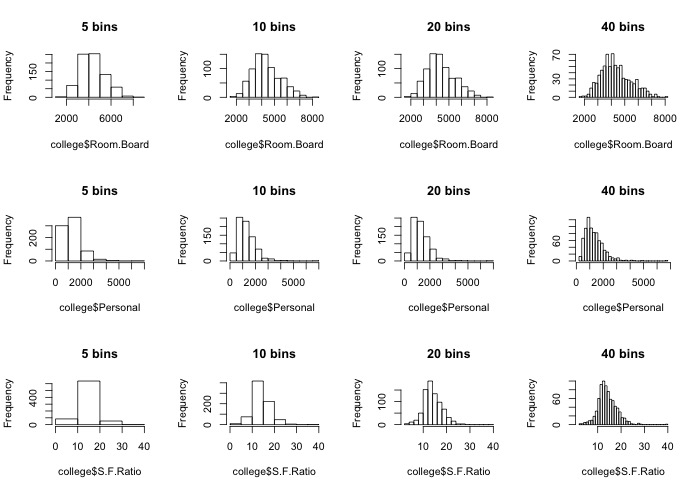 5 bins 10 bins 20 bins 40 bins
Frequency 0 150 Frequency 0 100 Frequency 0 100 Frequency 0 30 70
2000 6000 2000 5000 8000 2000 5000 8000 2000 5000 8000
college$Room.Board college$Room.Board college$Room.Board college$Room.Board
5 bins 10 bins 20 bins 40 bins
Frequency 0 200 Frequency 0 150 Frequency 0 150 Frequency 0 60
0 2000 5000 0 2000 5000 0 2000 5000 0 2000 5000
college$Personal college$Personal college$Personal college$Personal
5 bins 10 bins 20 bins 40 bins
Frequency 0 400 Frequency 0 200 Frequency 0 100 Frequency 0 60
0 10 20 30 40 0 10 20 30 40 10 20 30 40 10 20 30 40
college$S.F.Ratio college$S.F.Ratio college$S.F.Ratio college$S.F.Ratio